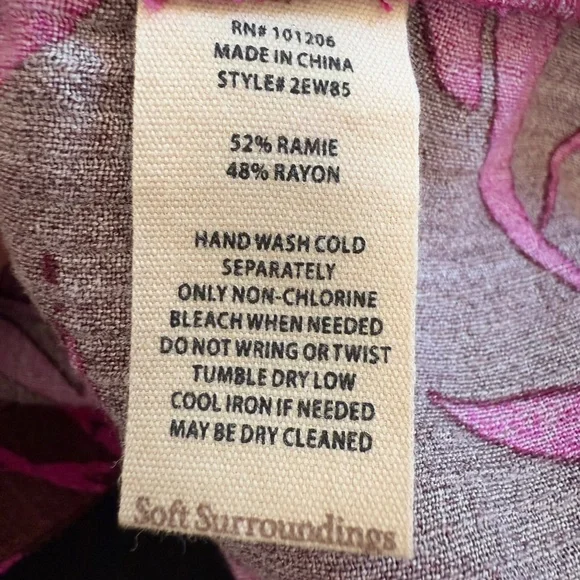 RN# 101206
MADE IN CHINA
STYLE# 2EW85
52% RAMIE
48% RAYON
HAND WASH COLD
SEPARATELY
ONLY NON-CHLORINE
BLEACH WHEN NEEDED
DO NOT WRING OR TWIST
TUMBLE DRY LOW
COOL IRON IF NEEDED
MAY BE DRY CLEANED
Soft Surroundings